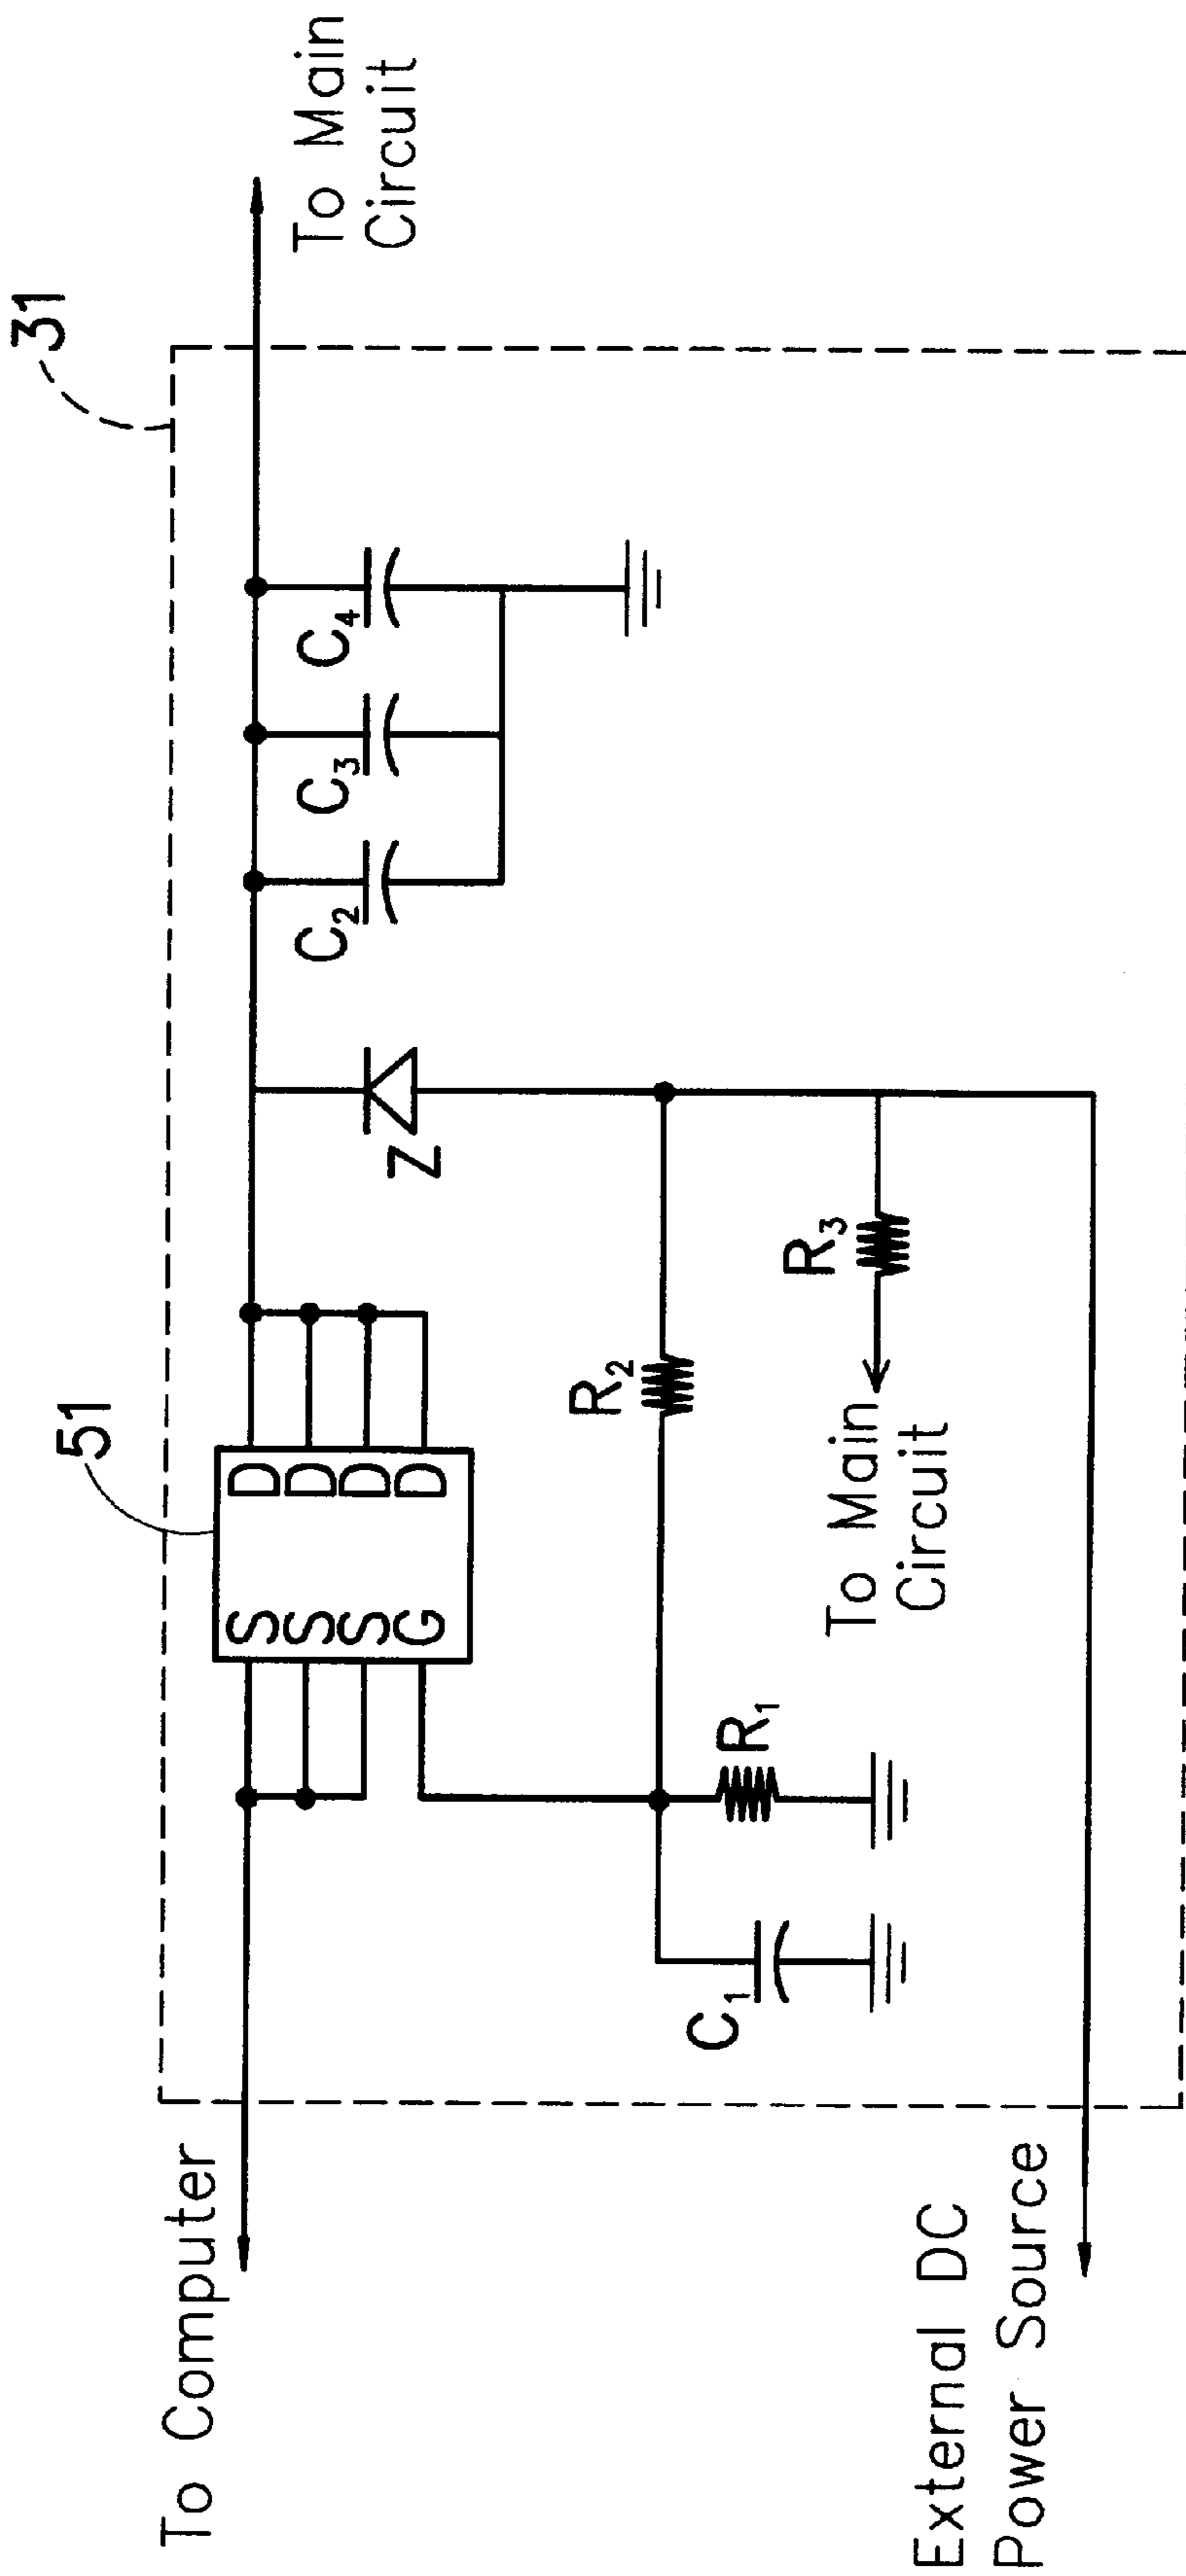 31
51
To Computer
To Main
Circuit
S
S
S
G
D
D
D
D
Z
C2
C3
C4
R2
R1
C1
R3
To Main
Circuit
External DC
Power Source